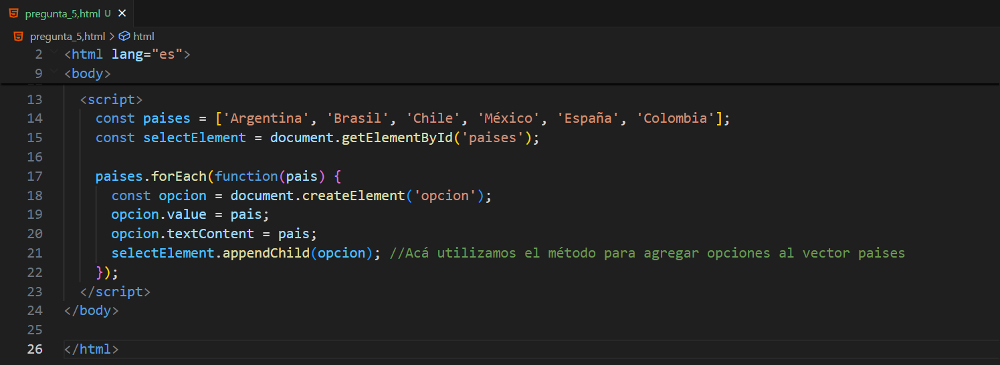 pregunta_5,html U ×
pregunta_5,html > html
2 <html lang="es">
9 <body>
13 <script>
14 const paises = ['Argentina', 'Brasil', 'Chile', 'México', 'España', 'Colombia'];
15 const selectElement = document.getElementById('paises');
16
17 paises.forEach(function(pais) {
18 const opcion = document.createElement('opcion');
19 opcion.value = pais;
20 opcion.textContent = pais;
21 selectElement.appendChild(opcion); //Acá utilizamos el método para agregar opciones al vector paises
22 });
23 </script>
24 </body>
25
26 </html>